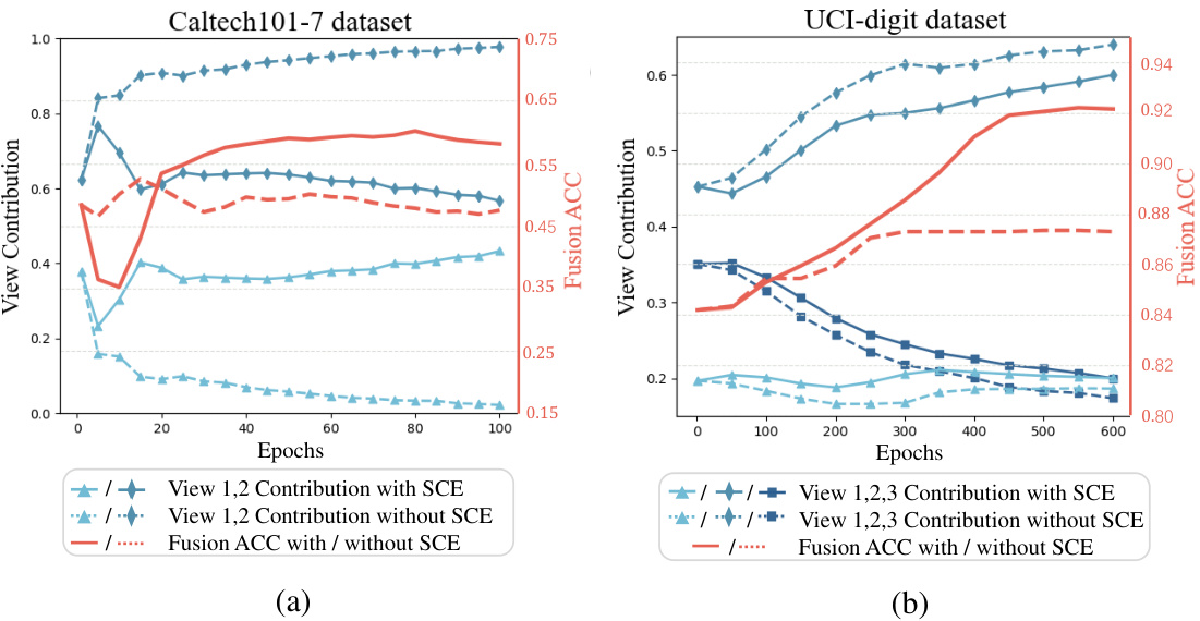 Caltech101-7 dataset
1.0
0.8
0.6
0.4
0.2
0.0
View Contribution
0.75
0.65
0.55
0.45
0.35
0.25
0.15
Fusion ACC
0 20 40 60 80 100
Epochs
/ View 1,2 Contribution with SCE
/ View 1,2 Contribution without SCE
/ Fusion ACC with / without SCE
(a)
UCI-digit dataset
0.6
0.5
0.4
0.3
0.2
View Contribution
0.94
0.92
0.90
0.88
0.86
0.84
0.82
0.80
Fusion ACC
0 100 200 300 400 500 600
Epochs
/ / View 1,2,3 Contribution with SCE
/ / View 1,2,3 Contribution without SCE
/ Fusion ACC with / without SCE
(b)